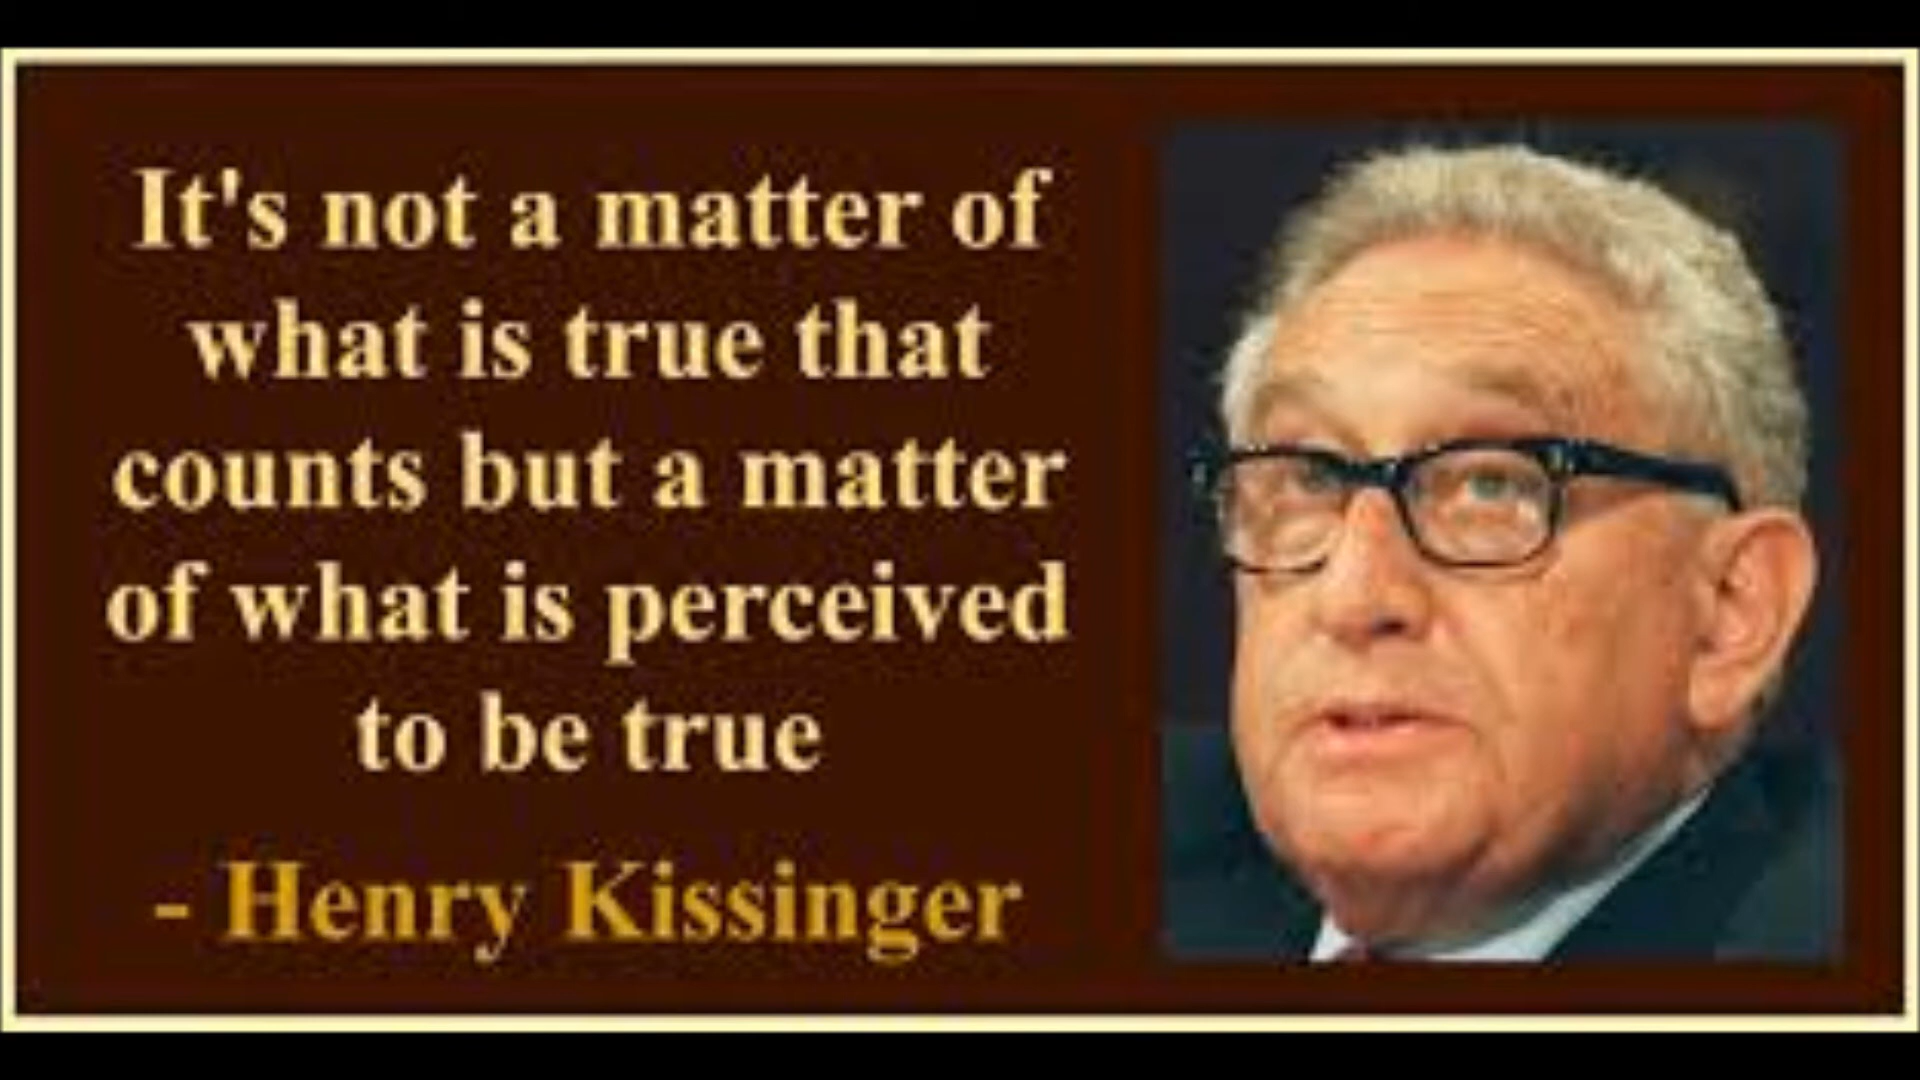 It's not a matter of
what is true that
counts but a matter
of what is perceived
to be true
- Henry Kissinger